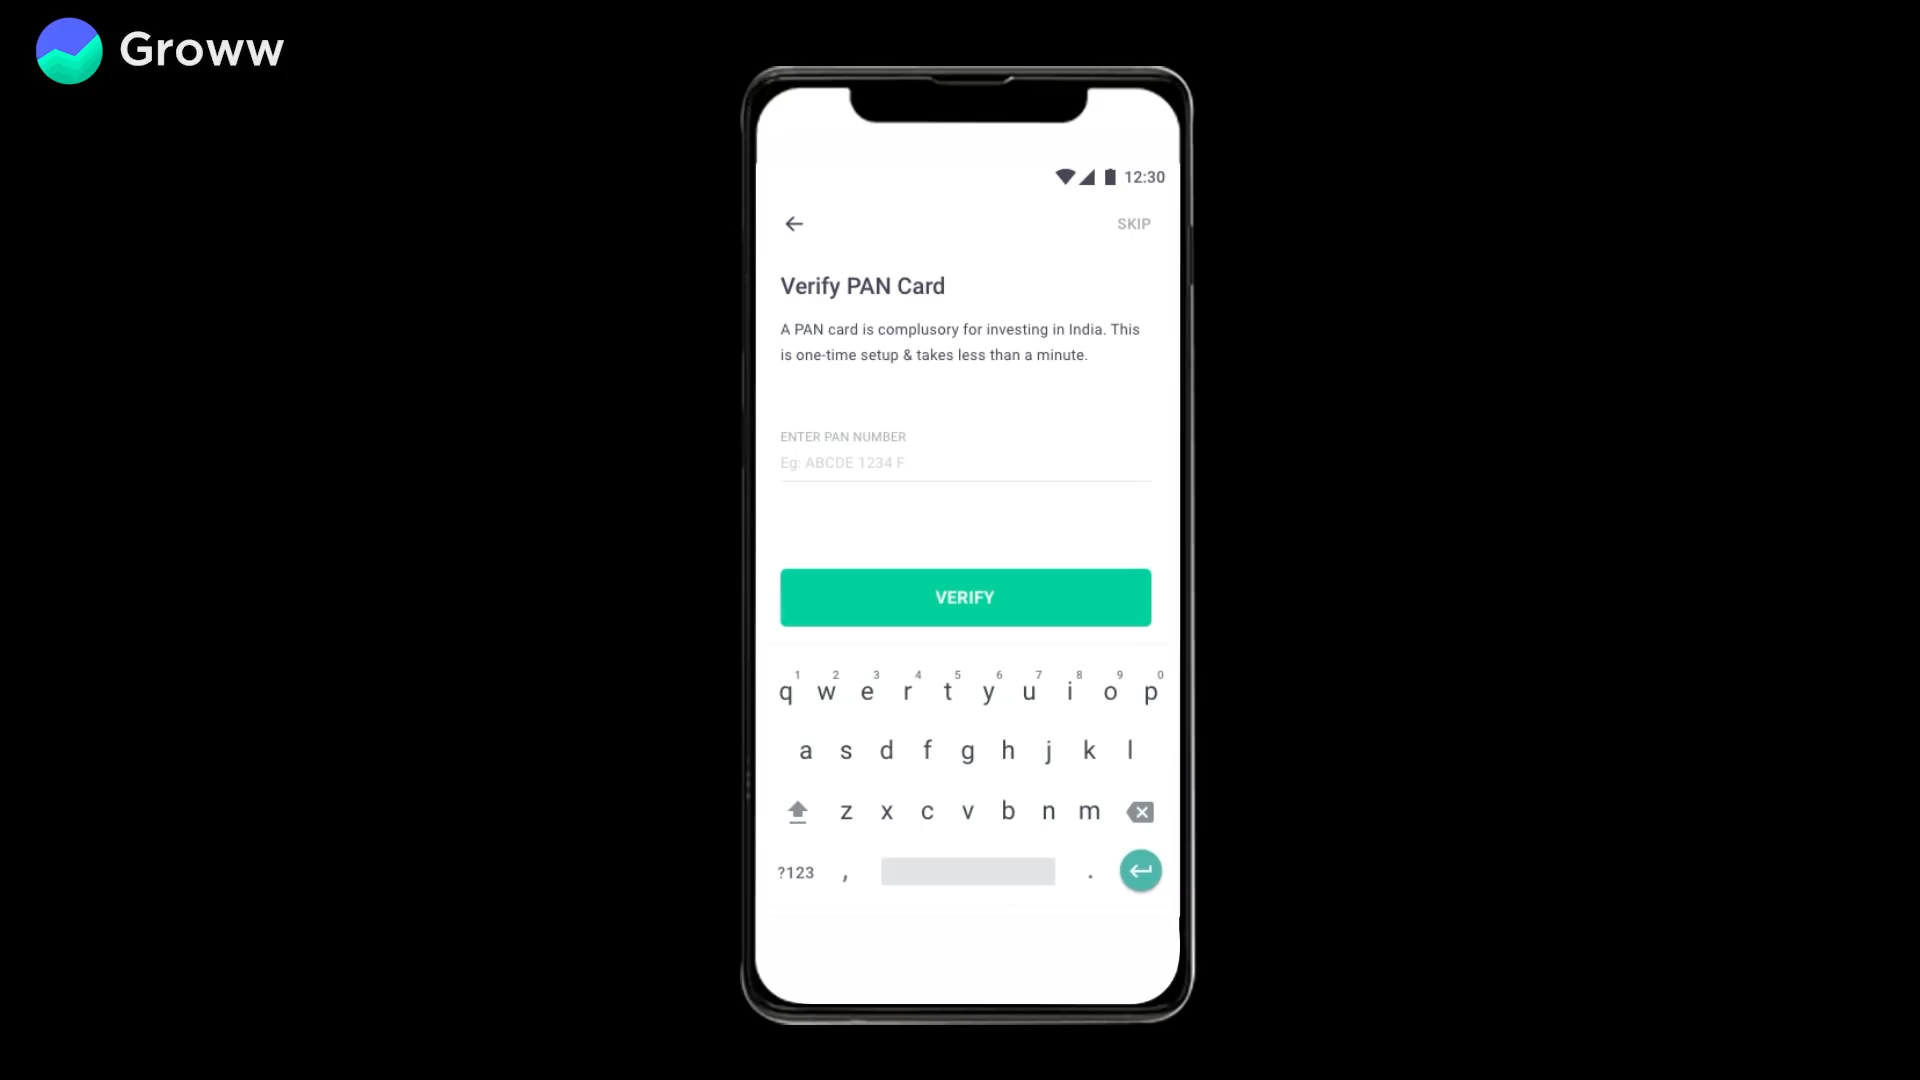 Groww
12:30
SKIP
Verify PAN Card
A PAN card is complusory for investing in India. This
is one-time setup & takes less than a minute.
ENTER PAN NUMBER
Eg: ABCDE 1234 F
VERIFY
1 2 3 4 5 6 7 8 9 0
q w e r t y u i o p
a s d f g h j k l
z x c v b n m
?123 , .